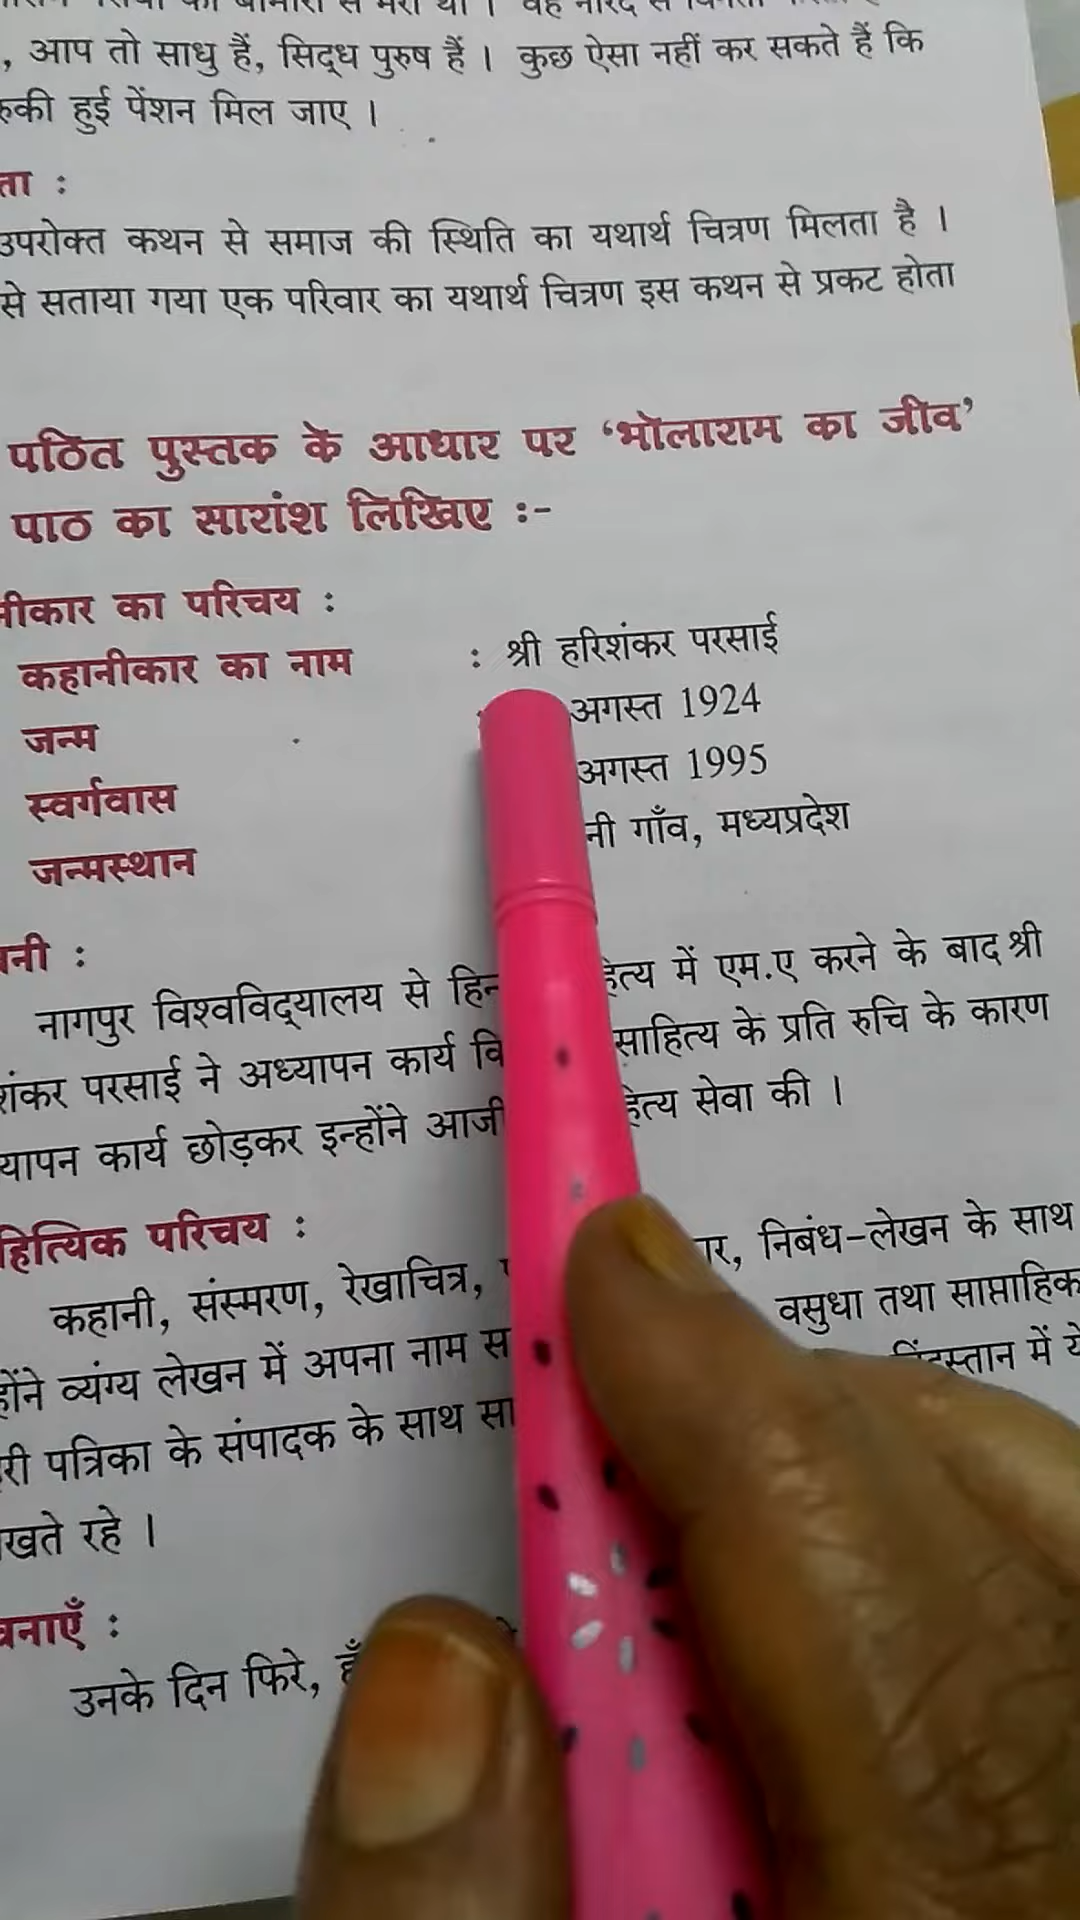 , आप तो साधु हैं, सिद्ध पुरुष हैं । कुछ ऐसा नहीं कर सकते हैं कि
हुई पेंशन मिल जाए ।
ता :
उपरोक्त कथन से समाज की स्थिति का यथार्थ चित्रण मिलता है ।
से सताया गया एक परिवार का यथार्थ चित्रण इस कथन से प्रकट होता
पठित पुस्तक के आधार पर ‘भोलाराम का जीव’
पाठ का सारांश लिखिए :-
नीकार का परिचय :
कहानीकार का नाम : श्री हरिशंकर परसाई
जन्म अगस्त 1924
स्वर्गवास अगस्त 1995
जन्मस्थान नी गाँव, मध्यप्रदेश
वनी :
नागपुर विश्वविद्यालय से हिन हित्य में एम.ए करने के बाद श्री
शंकर परसाई ने अध्यापन कार्य कि साहित्य के प्रति रुचि के कारण
यापन कार्य छोड़कर इन्होंने आजी हित्य सेवा की ।
हित्यिक परिचय :
कहानी, संस्मरण, रेखाचित्र, निबंध-लेखन के साथ
होंने व्यंग्य लेखन में अपना नाम स वसुधा तथा साप्ताहिक
री पत्रिका के संपादक के साथ सा हिंदुस्तान में ये
खते रहे ।
चनाएँ :
उनके दिन फिरे,